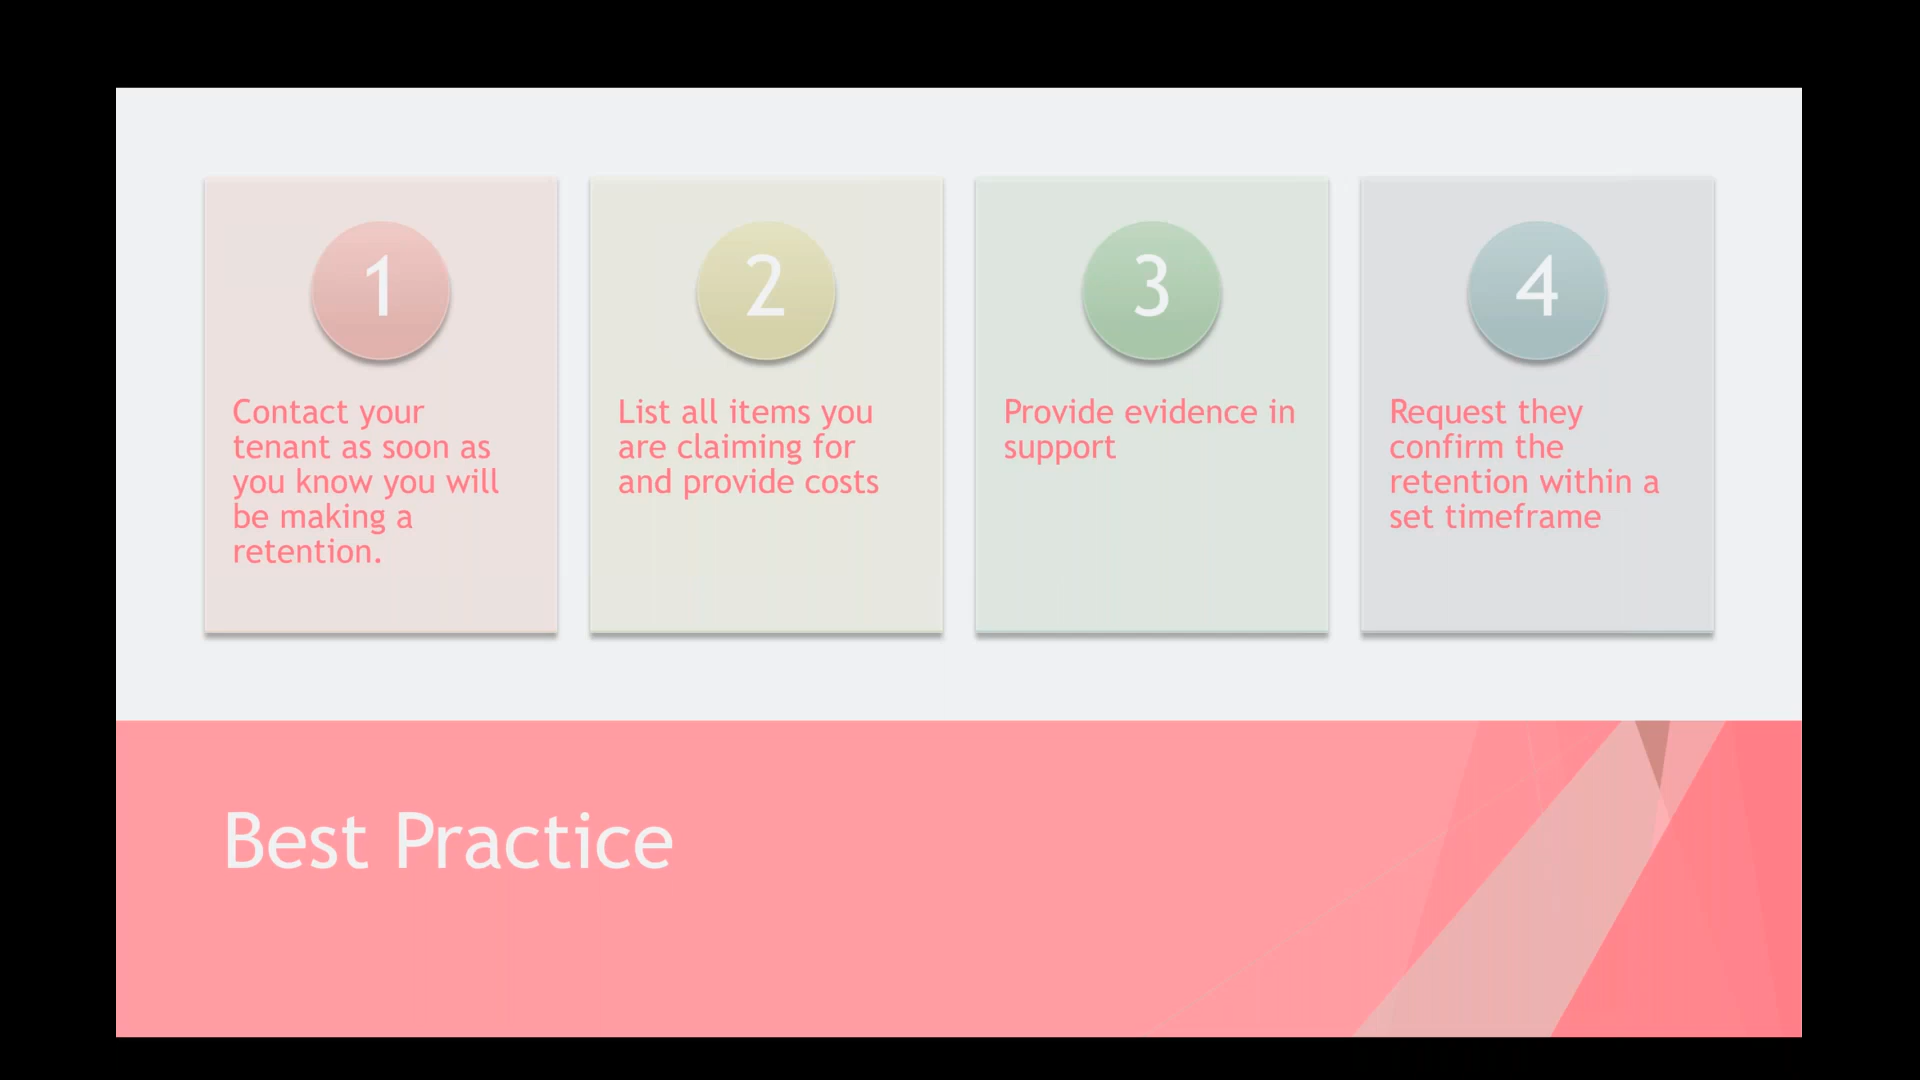 1
Contact your
tenant as soon as
you know you will
be making a
retention.
2
List all items you
are claiming for
and provide costs
3
Provide evidence in
support
4
Request they
confirm the
retention within a
set timeframe
Best Practice